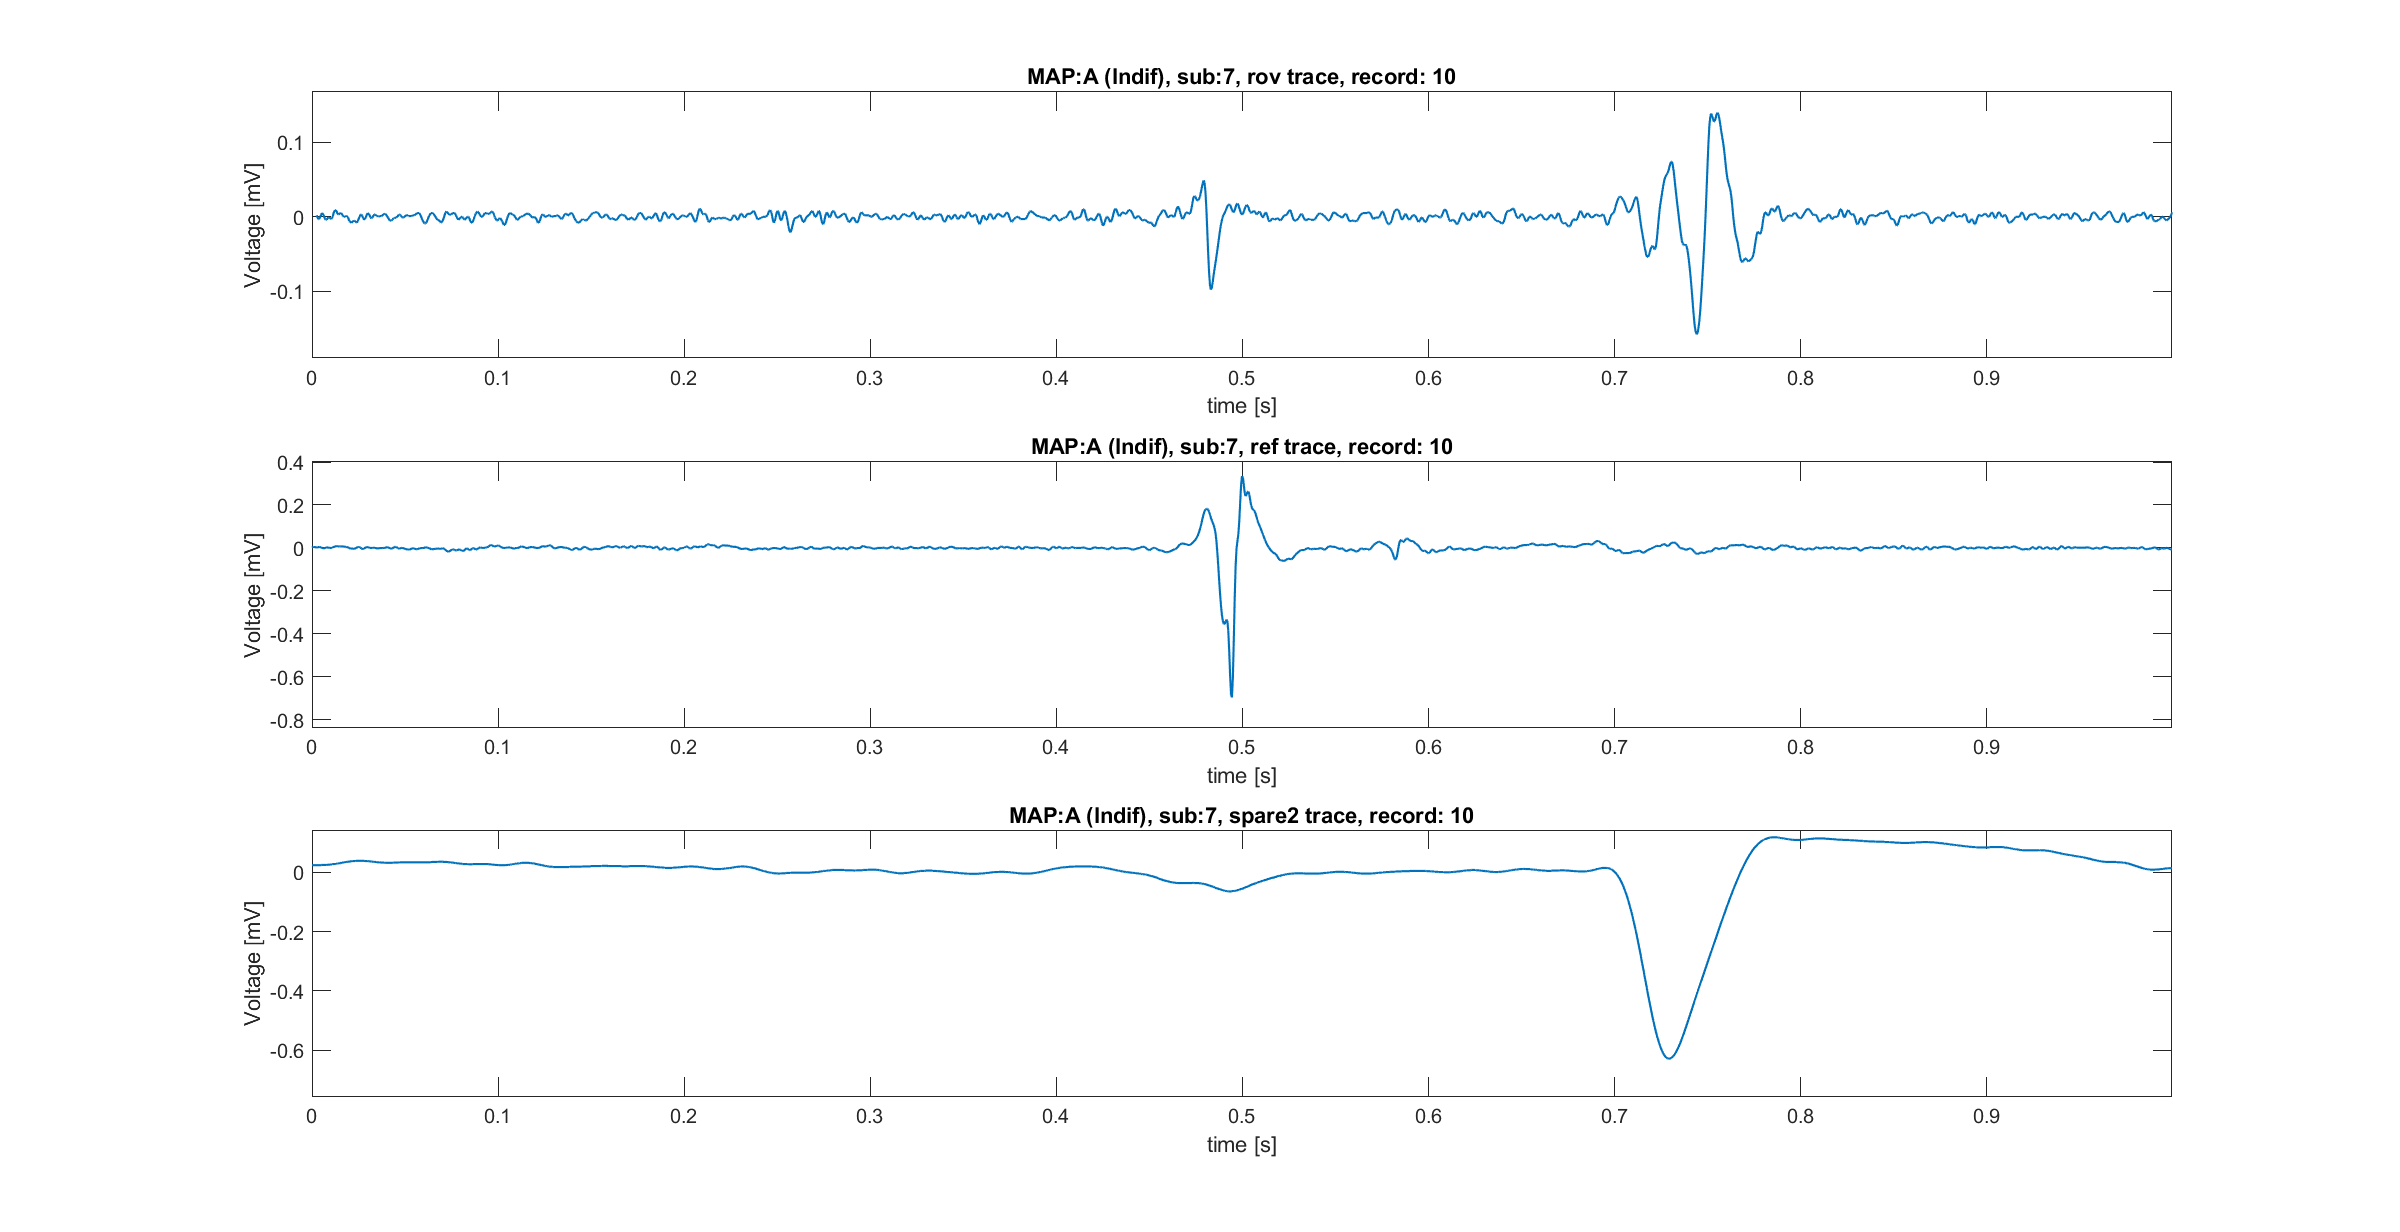 MAP:A (Indif), sub:7, rov trace, record: 10
Voltage [mV]
0.1
0
-0.1
0 0.1 0.2 0.3 0.4 0.5 0.6 0.7 0.8 0.9
time [s]
MAP:A (Indif), sub:7, ref trace, record: 10
Voltage [mV]
0.4
0.2
0
-0.2
-0.4
-0.6
-0.8
0 0.1 0.2 0.3 0.4 0.5 0.6 0.7 0.8 0.9
time [s]
MAP:A (Indif), sub:7, spare2 trace, record: 10
Voltage [mV]
0
-0.2
-0.4
-0.6
0 0.1 0.2 0.3 0.4 0.5 0.6 0.7 0.8 0.9
time [s]